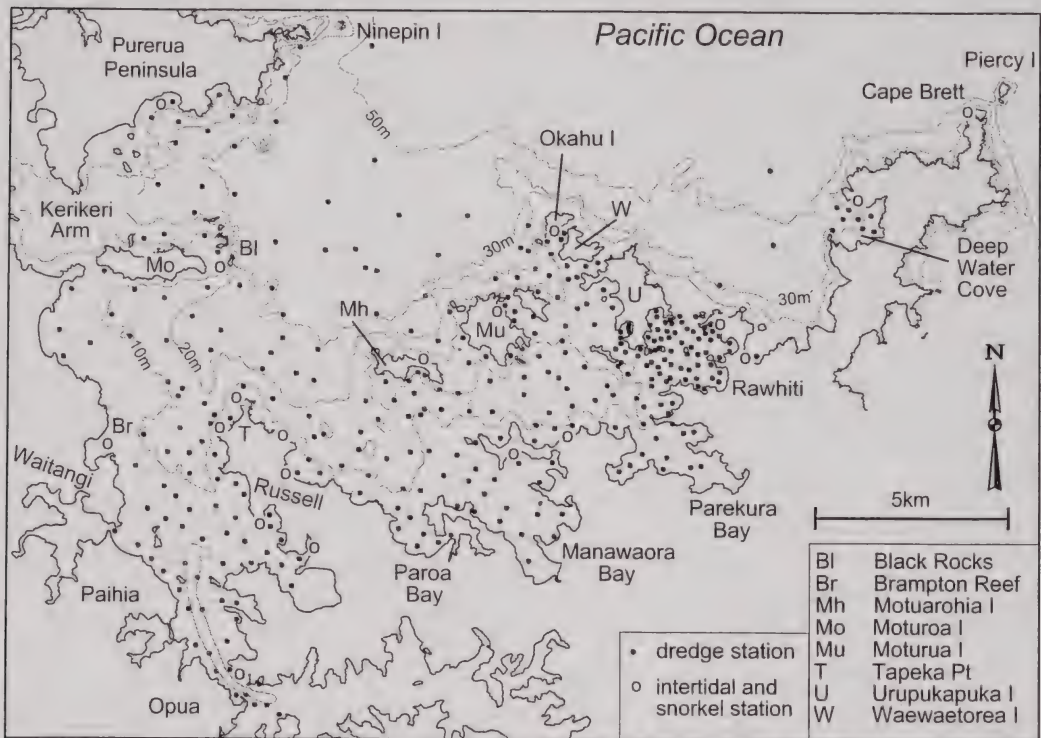 Ninepin I
Pacific Ocean
Purerua
Peninsula
Piercy I
Cape Brett
50m
Okahu I
W
Kerikeri
Arm
Mo
Bl
30m
Deep
Water
Cove
U
Mh
Mu
30m
10m
20m
Rawhiti
N
Br
T
Waitangi
Russell
5km
Parekura
Bay
Manawaora
Bay
Paroa
Bay
Paihia
Opua
dredge station
intertidal and
snorkel station
Bl Black Rocks
Br Brampton Reef
Mh Motuarohia I
Mo Moturoa I
Mu Moturua I
T Tapeka Pt
U Urupukapuka I
W Waewaetorea I